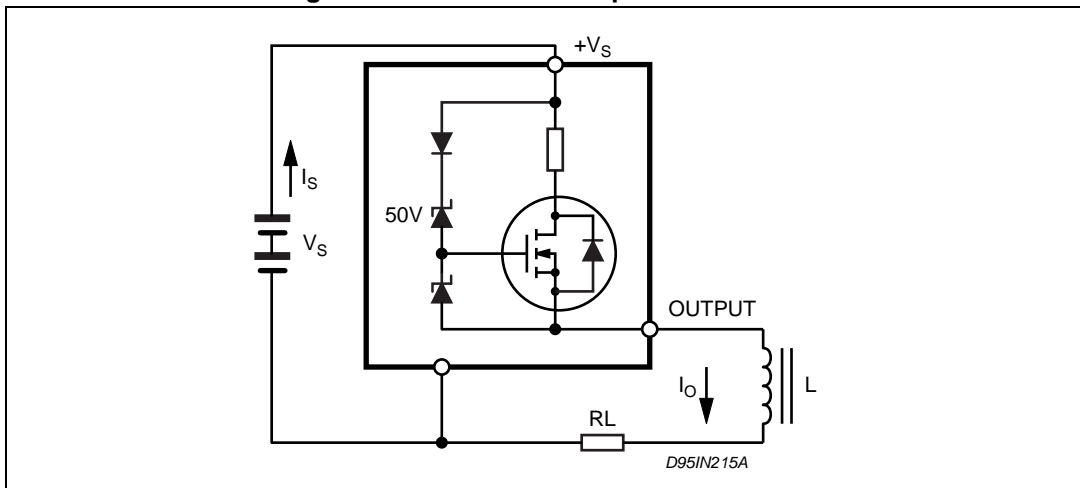 +VS
IS
50V
VS
OUTPUT
IO
L
RL
D95IN215A